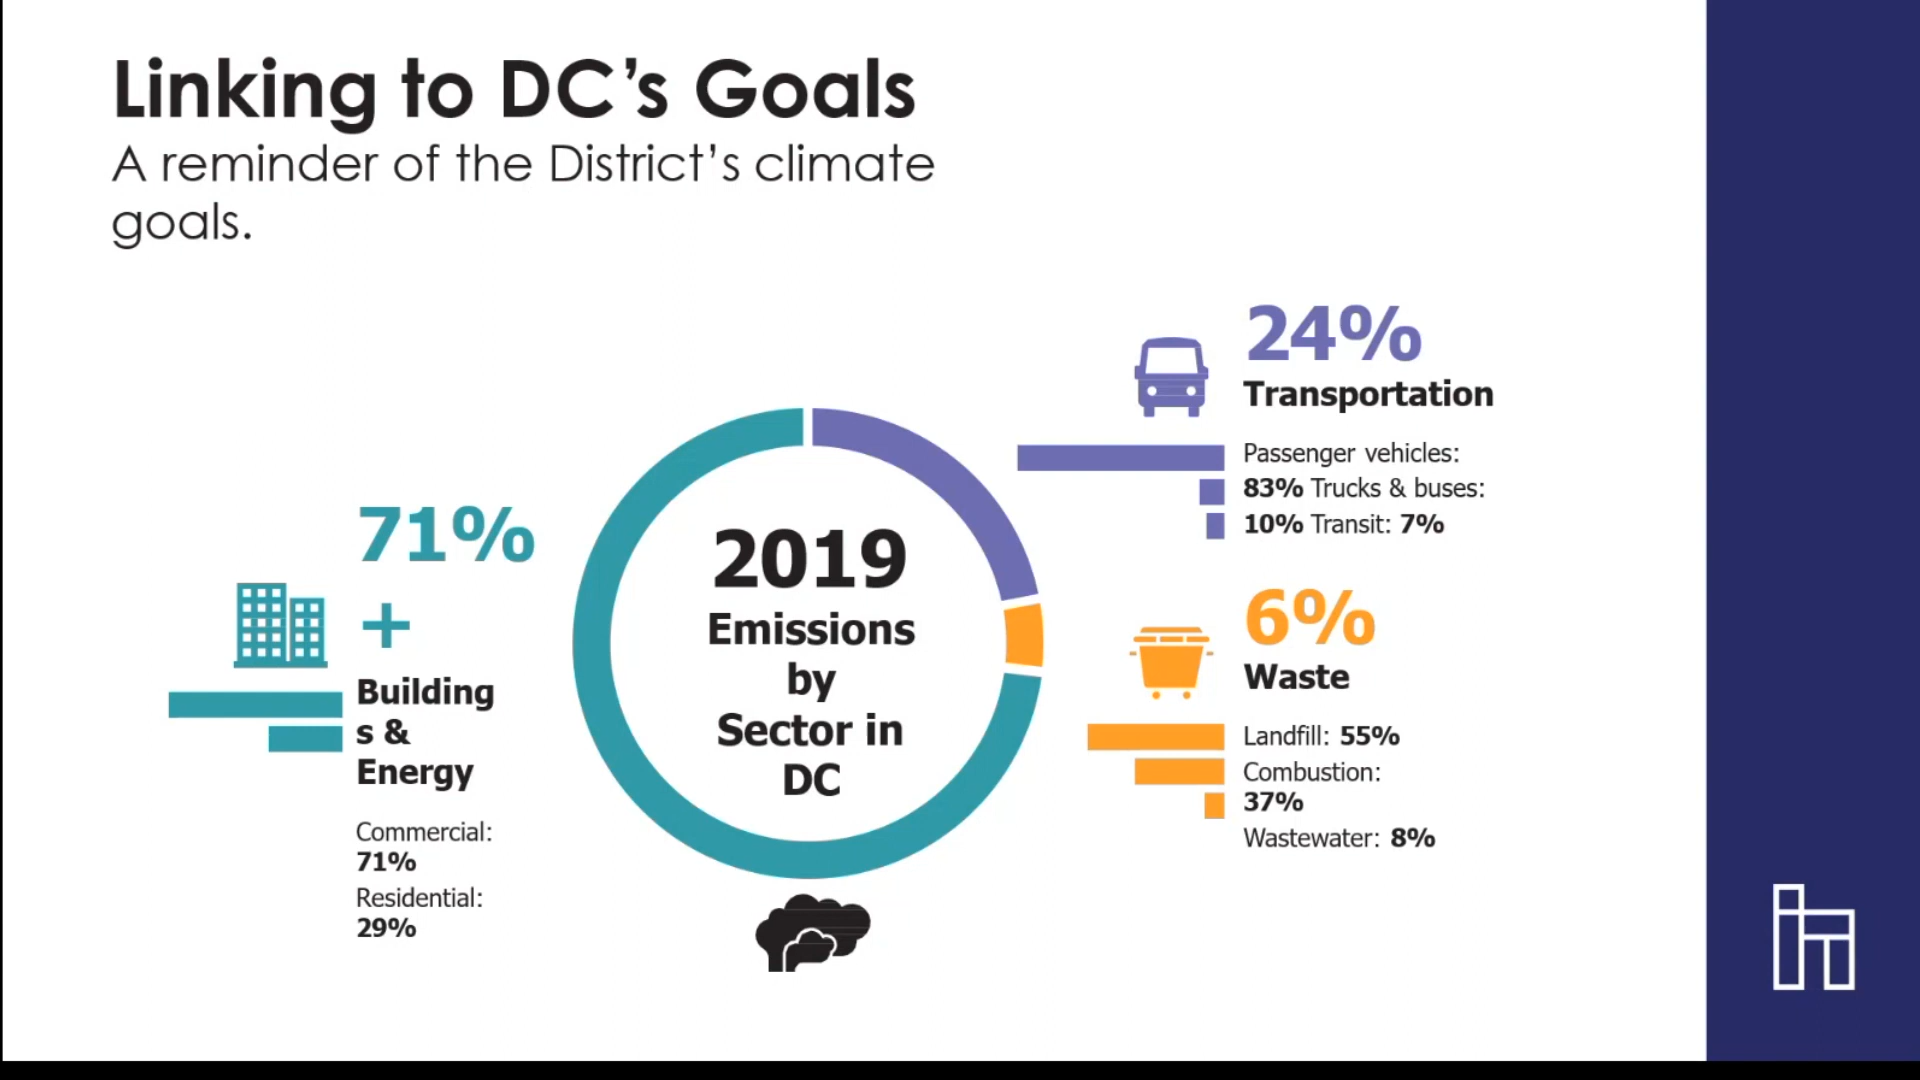 Linking to DC’s Goals
A reminder of the District’s climate
goals.
71%
+
Building
s &
Energy
Commercial:
71%
Residential:
29%
2019
Emissions
by
Sector in
DC
24%
Transportation
Passenger vehicles:
83% Trucks & buses:
10% Transit: 7%
6%
Waste
Landfill: 55%
Combustion:
37%
Wastewater: 8%